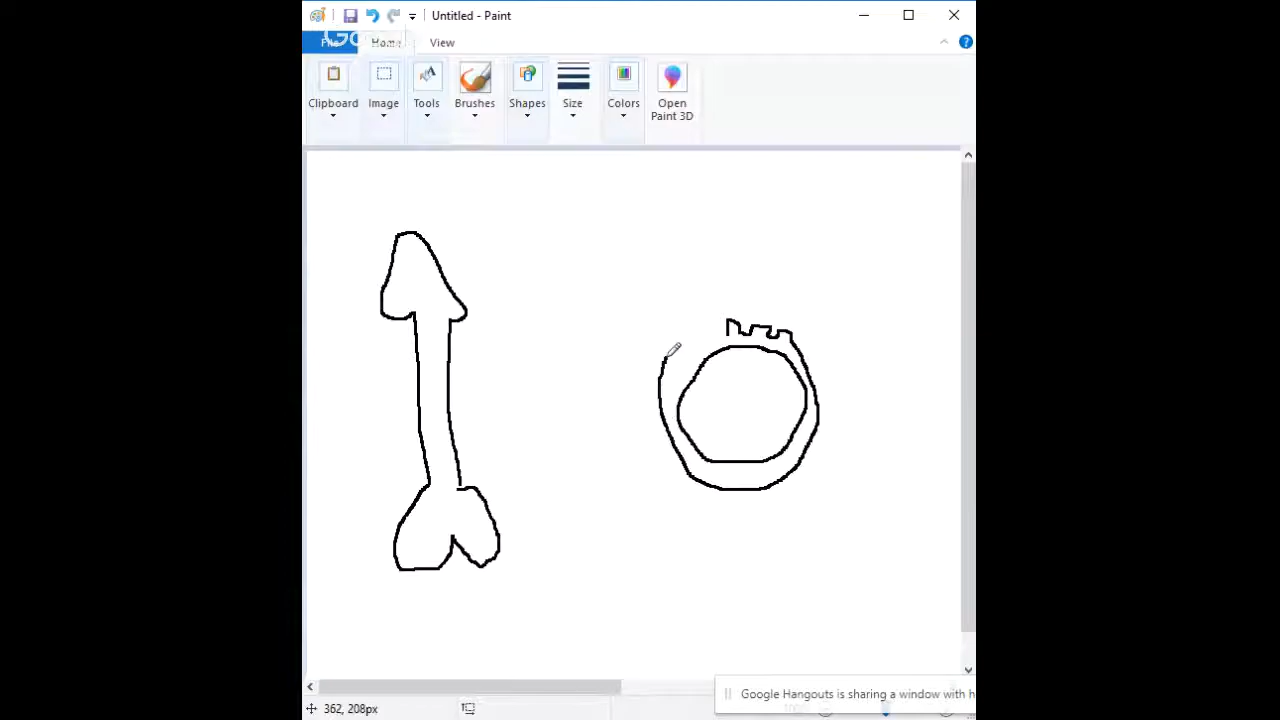 Untitled - Paint
File Home View
Clipboard Image Tools Brushes Shapes Size Colors Open Paint 3D
Google Hangouts is sharing a window with h
362, 208px